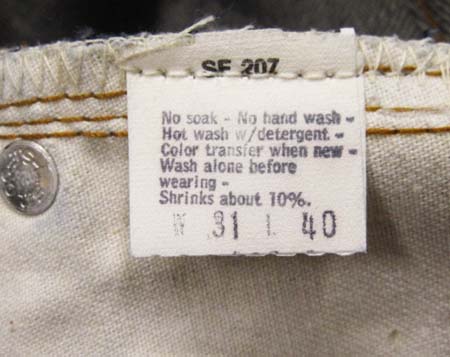 SF 207
No soak - No hand wash -
Hot wash w/detergent. -
Color transfer when new -
Wash alone before
wearing -
Shrinks about 10%.
W 31 L 40